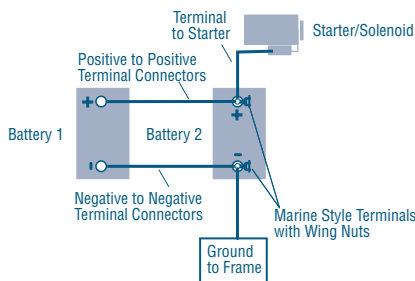 Terminal
to Starter
Starter/Solenoid
Positive to Positive
Terminal Connectors
+
+
Battery 1
Battery 2
-
-
Negative to Negative
Terminal Connectors
Marine Style Terminals
with Wing Nuts
Ground
to Frame